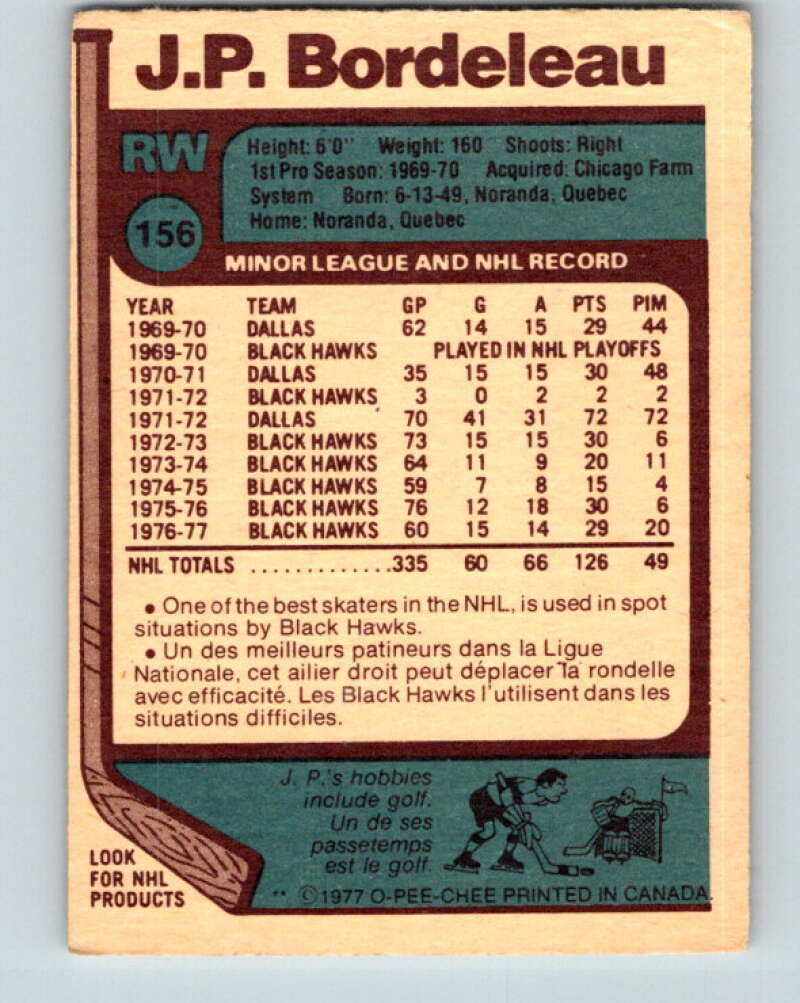 J.P. Bordeleau
RW
Height: 6'0" Weight: 160 Shoots: Right
1st Pro Season: 1969-70 Acquired: Chicago Farm
System Born: 6-13-49, Noranda, Quebec
Home: Noranda, Quebec
156
MINOR LEAGUE AND NHL RECORD
YEAR TEAM GP G A PTS PIM
1969-70 DALLAS 62 14 15 29 44
1969-70 BLACK HAWKS PLAYED IN NHL PLAYOFFS
1970-71 DALLAS 35 15 15 30 48
1971-72 BLACK HAWKS 3 0 2 2 2
1971-72 DALLAS 70 41 31 72 72
1972-73 BLACK HAWKS 73 15 15 30 6
1973-74 BLACK HAWKS 64 11 9 20 11
1974-75 BLACK HAWKS 59 7 8 15 4
1975-76 BLACK HAWKS 76 12 18 30 6
1976-77 BLACK HAWKS 60 15 14 29 20
NHL TOTALS .............335 60 66 126 49
• One of the best skaters in the NHL, is used in spot
situations by Black Hawks.
• Un des meilleurs patineurs dans la Ligue
Nationale, cet ailier droit peut déplacer la rondelle
avec efficacité. Les Black Hawks l'utilisent dans les
situations difficiles.
J. P.'s hobbies
include golf.
Un de ses
passetemps
est le golf.
LOOK
FOR NHL
PRODUCTS
** ©1977 O-PEE-CHEE PRINTED IN CANADA.